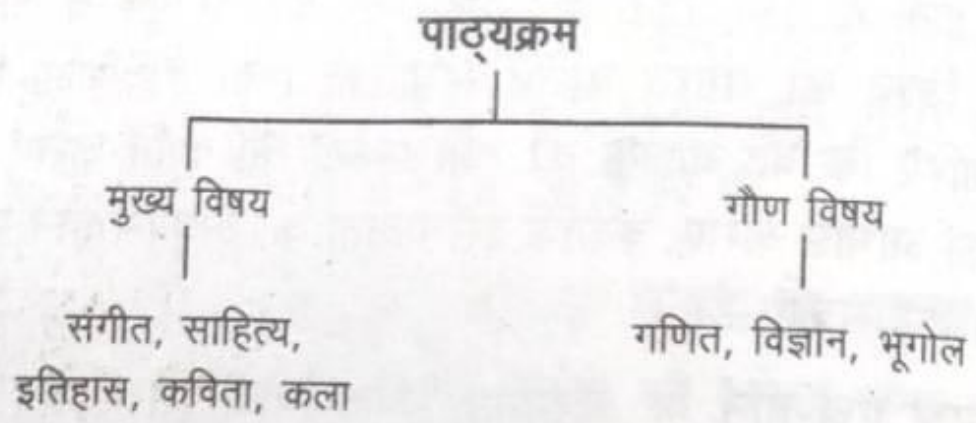 पाठ्यक्रम
मुख्य विषय
गौण विषय
संगीत, साहित्य,
इतिहास, कविता, कला
गणित, विज्ञान, भूगोल